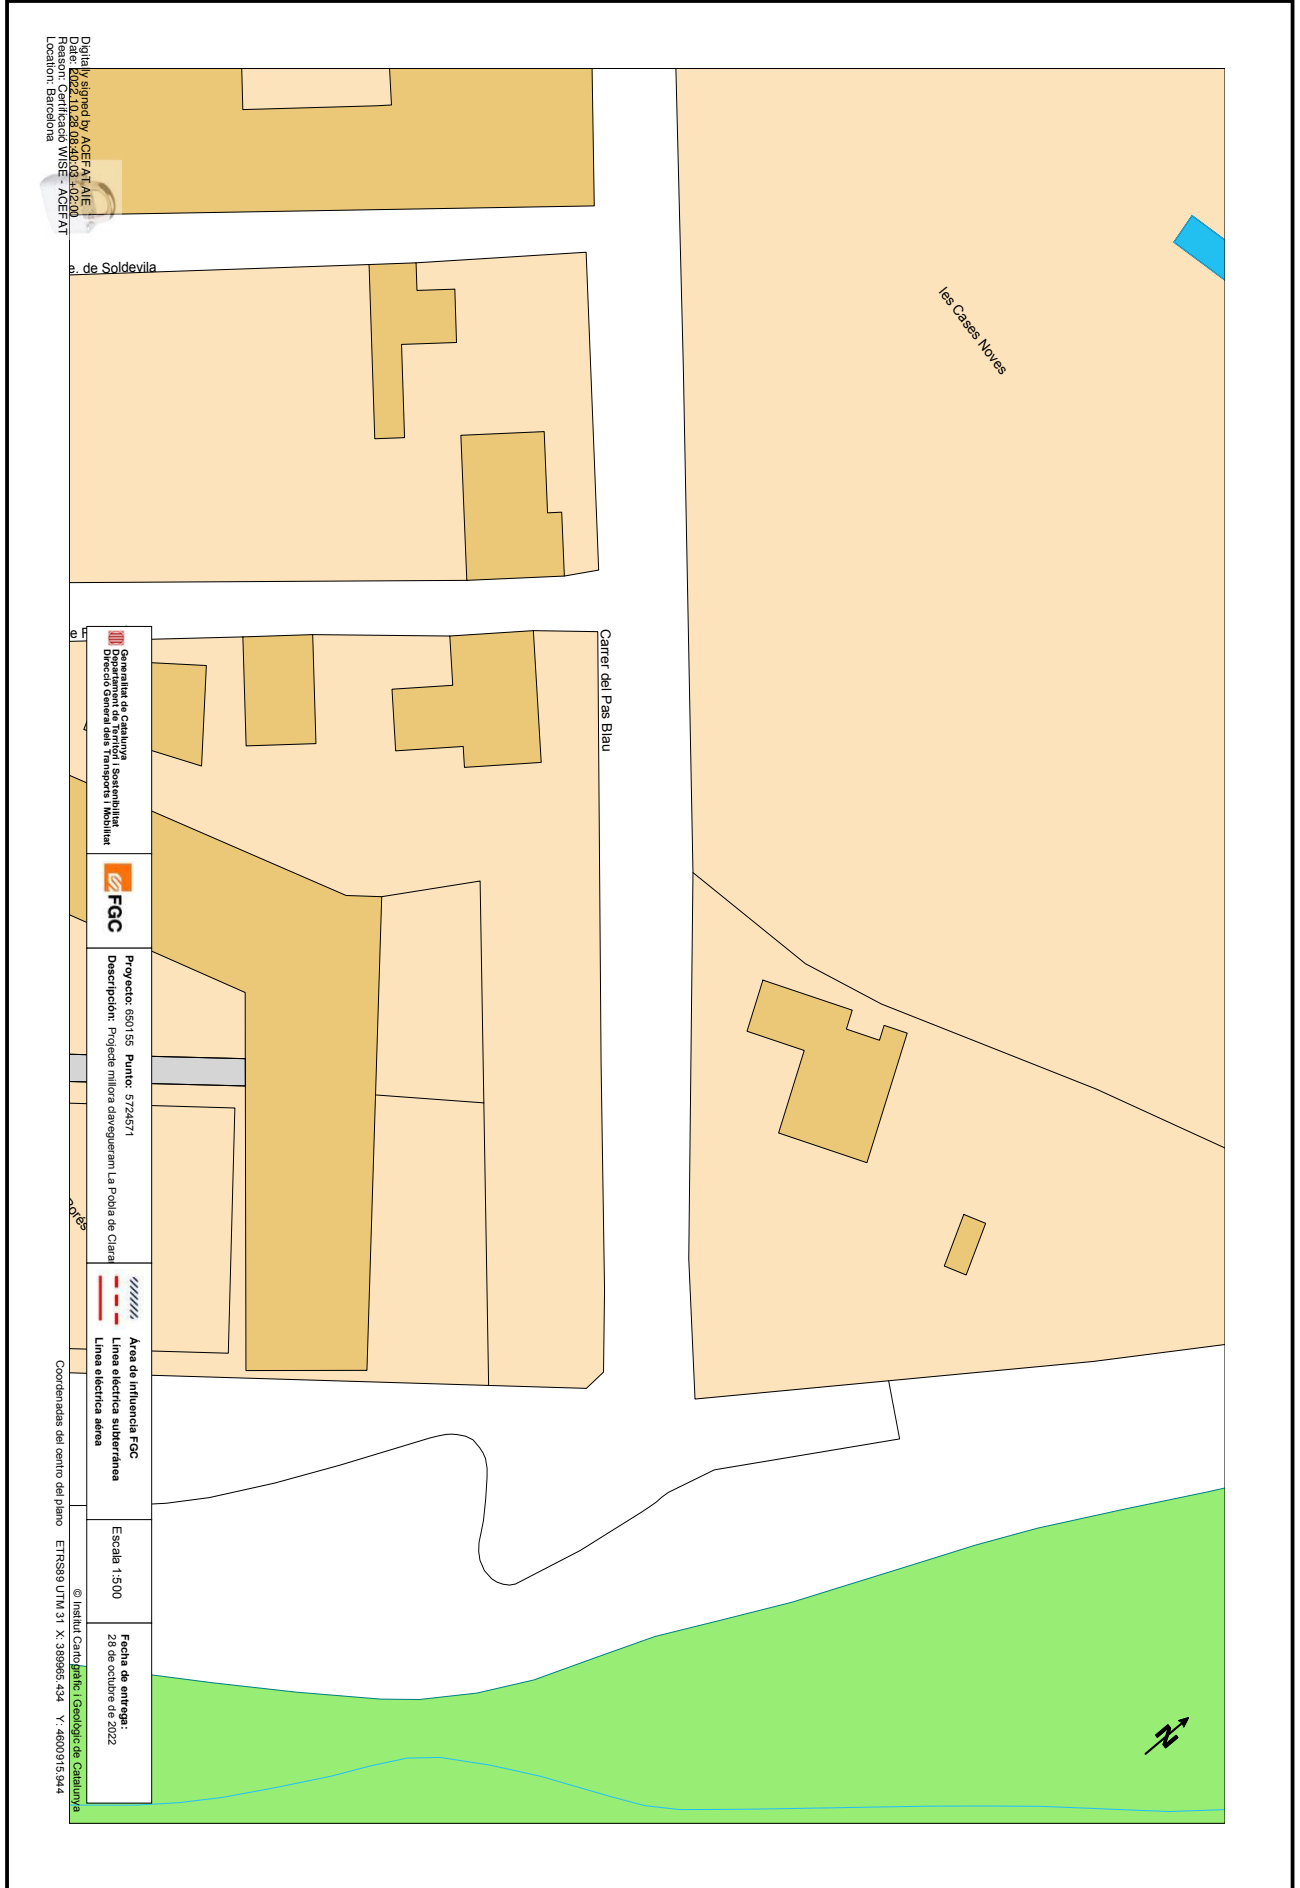 Digitally signed by ACEFAT, AIE
Date: 2022.10.28 08:40:03 +02:00
Reason: Certificació WISE - ACEFAT
Location: Barcelona
e. de Soldevila
les Cases Noves
Carrer del Pas Blau
Generalitat de Catalunya
Departament de Territori i Sostenibilitat
Direcció General dels Transports i Mobilitat
FGC
Proyecto: 650155 Punto: 5724571
Descripción: Projecte millora clavegueram La Pobla de Clara
Área de influencia FGC
Línea eléctrica subterránea
Línea eléctrica aérea
Escala 1:500
Fecha de entrega:
28 de octubre de 2022
© Institut Cartogràfic i Geològic de Catalunya
Coordenadas del centro del plano ETRS89 UTM 31 X: 389965.434 Y: 4600915.944
N